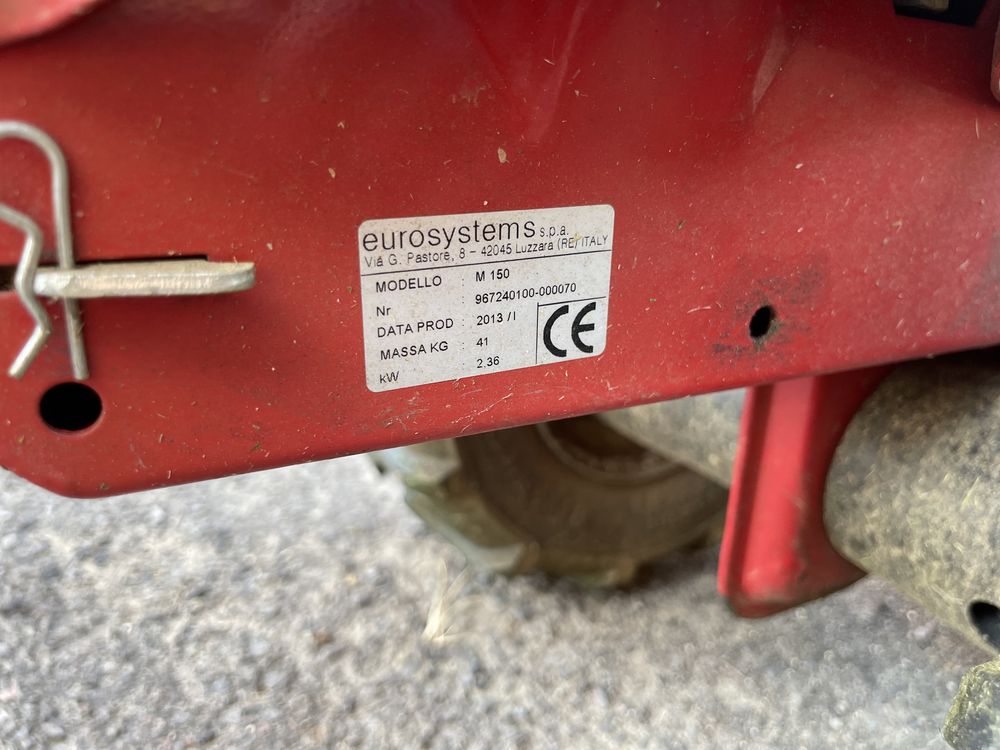 eurosystems s.p.a.
Via G. Pastore, 8 - 42045 Luzzara (RE) ITALY
MODELLO : M 150
Nr : 967240100-000070
DATA PROD : 2013 / I
MASSA KG : 41
kW : 2.36
CE